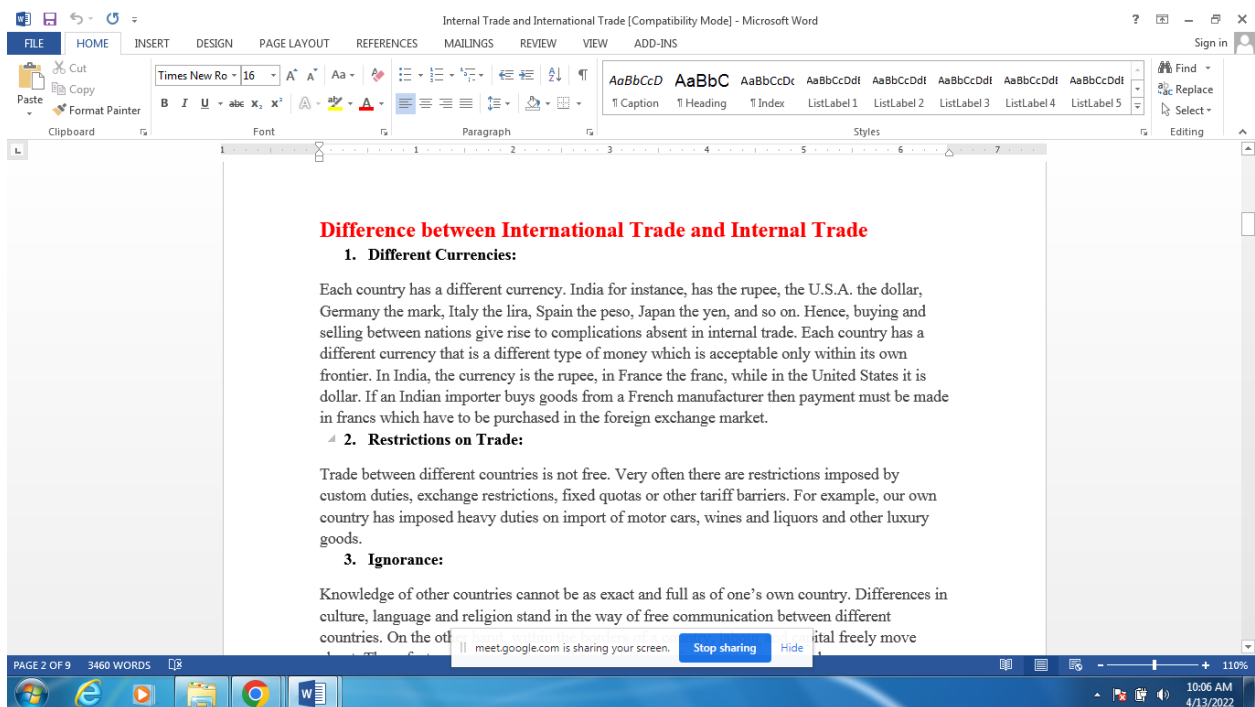 Internal Trade and International Trade [Compatibility Mode] - Microsoft Word
FILE HOME INSERT DESIGN PAGE LAYOUT REFERENCES MAILINGS REVIEW VIEW ADD-INS Sign in
Cut
Copy
Format Painter
Paste
Times New Ro 16
Find
Replace
Select
AaBbCcD AaBbC AaBbCcDc AaBbCcDdE AaBbCcDdE AaBbCcDdE AaBbCcDdE AaBbCcDdE
¶ Caption ¶ Heading ¶ Index ListLabel 1 ListLabel 2 ListLabel 3 ListLabel 4 ListLabel 5
Clipboard Font Paragraph Styles Editing
1 1 2 3 4 5 6 7
Difference between International Trade and Internal Trade
1. Different Currencies:
Each country has a different currency. India for instance, has the rupee, the U.S.A. the dollar,
Germany the mark, Italy the lira, Spain the peso, Japan the yen, and so on. Hence, buying and
selling between nations give rise to complications absent in internal trade. Each country has a
different currency that is a different type of money which is acceptable only within its own
frontier. In India, the currency is the rupee, in France the franc, while in the United States it is
dollar. If an Indian importer buys goods from a French manufacturer then payment must be made
in francs which have to be purchased in the foreign exchange market.
2. Restrictions on Trade:
Trade between different countries is not free. Very often there are restrictions imposed by
custom duties, exchange restrictions, fixed quotas or other tariff barriers. For example, our own
country has imposed heavy duties on import of motor cars, wines and liquors and other luxury
goods.
3. Ignorance:
Knowledge of other countries cannot be as exact and full as of one's own country. Differences in
culture, language and religion stand in the way of free communication between different
countries. On the freely move
meet.google.com is sharing your screen. Stop sharing Hide
PAGE 2 OF 9 3460 WORDS 110%
10:06 AM
4/13/2022